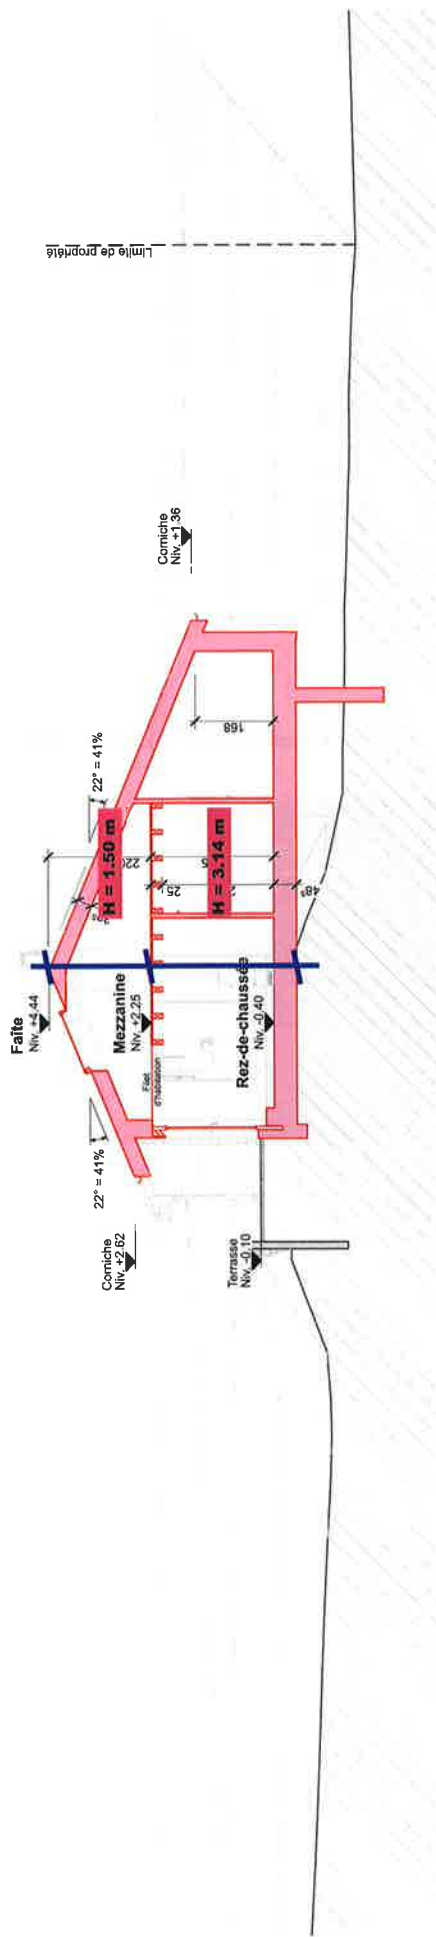 Limite de propriété
Corniche
Niv. +1.36
22° = 41%
168
H = 1.50 m
H = 3.14 m
220
25
48⁵
Faîte
Niv. +4.44
Mezzanine
Niv. +2.25
Filet
d'habitation
Rez-de-chaussée
Niv. -0.40
22° = 41%
Corniche
Niv. +2.62
Terrasse
Niv. -0.10